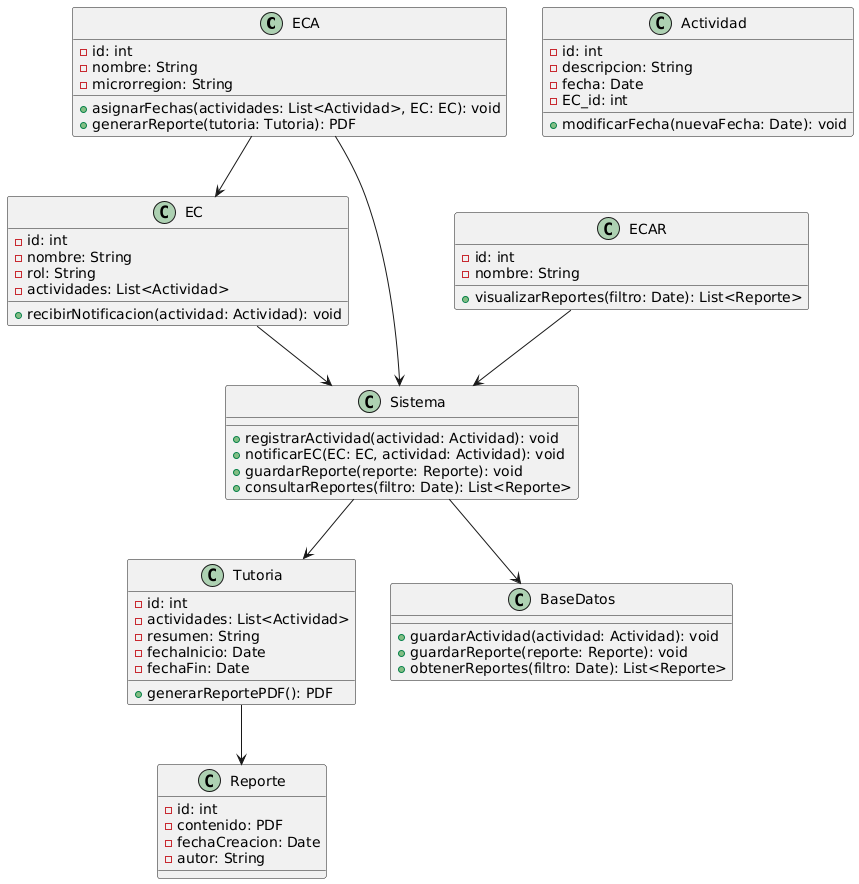 C ECA
id: int
nombre: String
microrregion: String
asignarFechas(actividades: List<Actividad>, EC: EC): void
generarReporte(tutoria: Tutoria): PDF
C Actividad
id: int
descripcion: String
fecha: Date
EC_id: int
modificarFecha(nuevaFecha: Date): void
C EC
id: int
nombre: String
rol: String
actividades: List<Actividad>
recibirNotificacion(actividad: Actividad): void
C ECAR
id: int
nombre: String
visualizarReportes(filtro: Date): List<Reporte>
C Sistema
registrarActividad(actividad: Actividad): void
notificarEC(EC: EC, actividad: Actividad): void
guardarReporte(reporte: Reporte): void
consultarReportes(filtro: Date): List<Reporte>
C Tutoria
id: int
actividades: List<Actividad>
resumen: String
fechaInicio: Date
fechaFin: Date
generarReportePDF(): PDF
C BaseDatos
guardarActividad(actividad: Actividad): void
guardarReporte(reporte: Reporte): void
obtenerReportes(filtro: Date): List<Reporte>
C Reporte
id: int
contenido: PDF
fechaCreacion: Date
autor: String